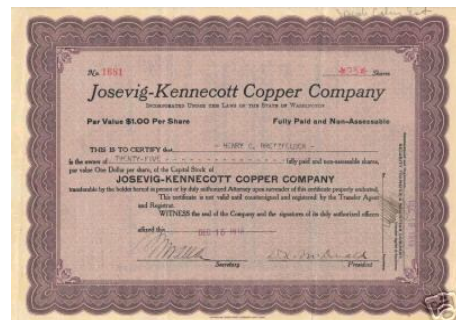 No. 1681
*25* Shares
Josevig-Kennecott Copper Company
INCORPORATED UNDER THE LAWS OF THE STATE OF WASHINGTON
Par Value $1.00 Per Share Fully Paid and Non-Assessable
THIS IS TO CERTIFY that - HENRY C.
is the owner of TWENTY-FIVE fully paid and non-assessable shares,
par value One Dollar per share, of the Capital Stock of
JOSEVIG-KENNECOTT COPPER COMPANY
transferable by the holder hereof in person or by duly authorized Attorney upon surrender of this certificate properly endorsed.
This certificate is not valid until countersigned and registered by the Transfer Agent
and Registrar.
WITNESS the seal of the Company and the signatures of its duly authorized officers
affixed this DEC 16
Secretary President